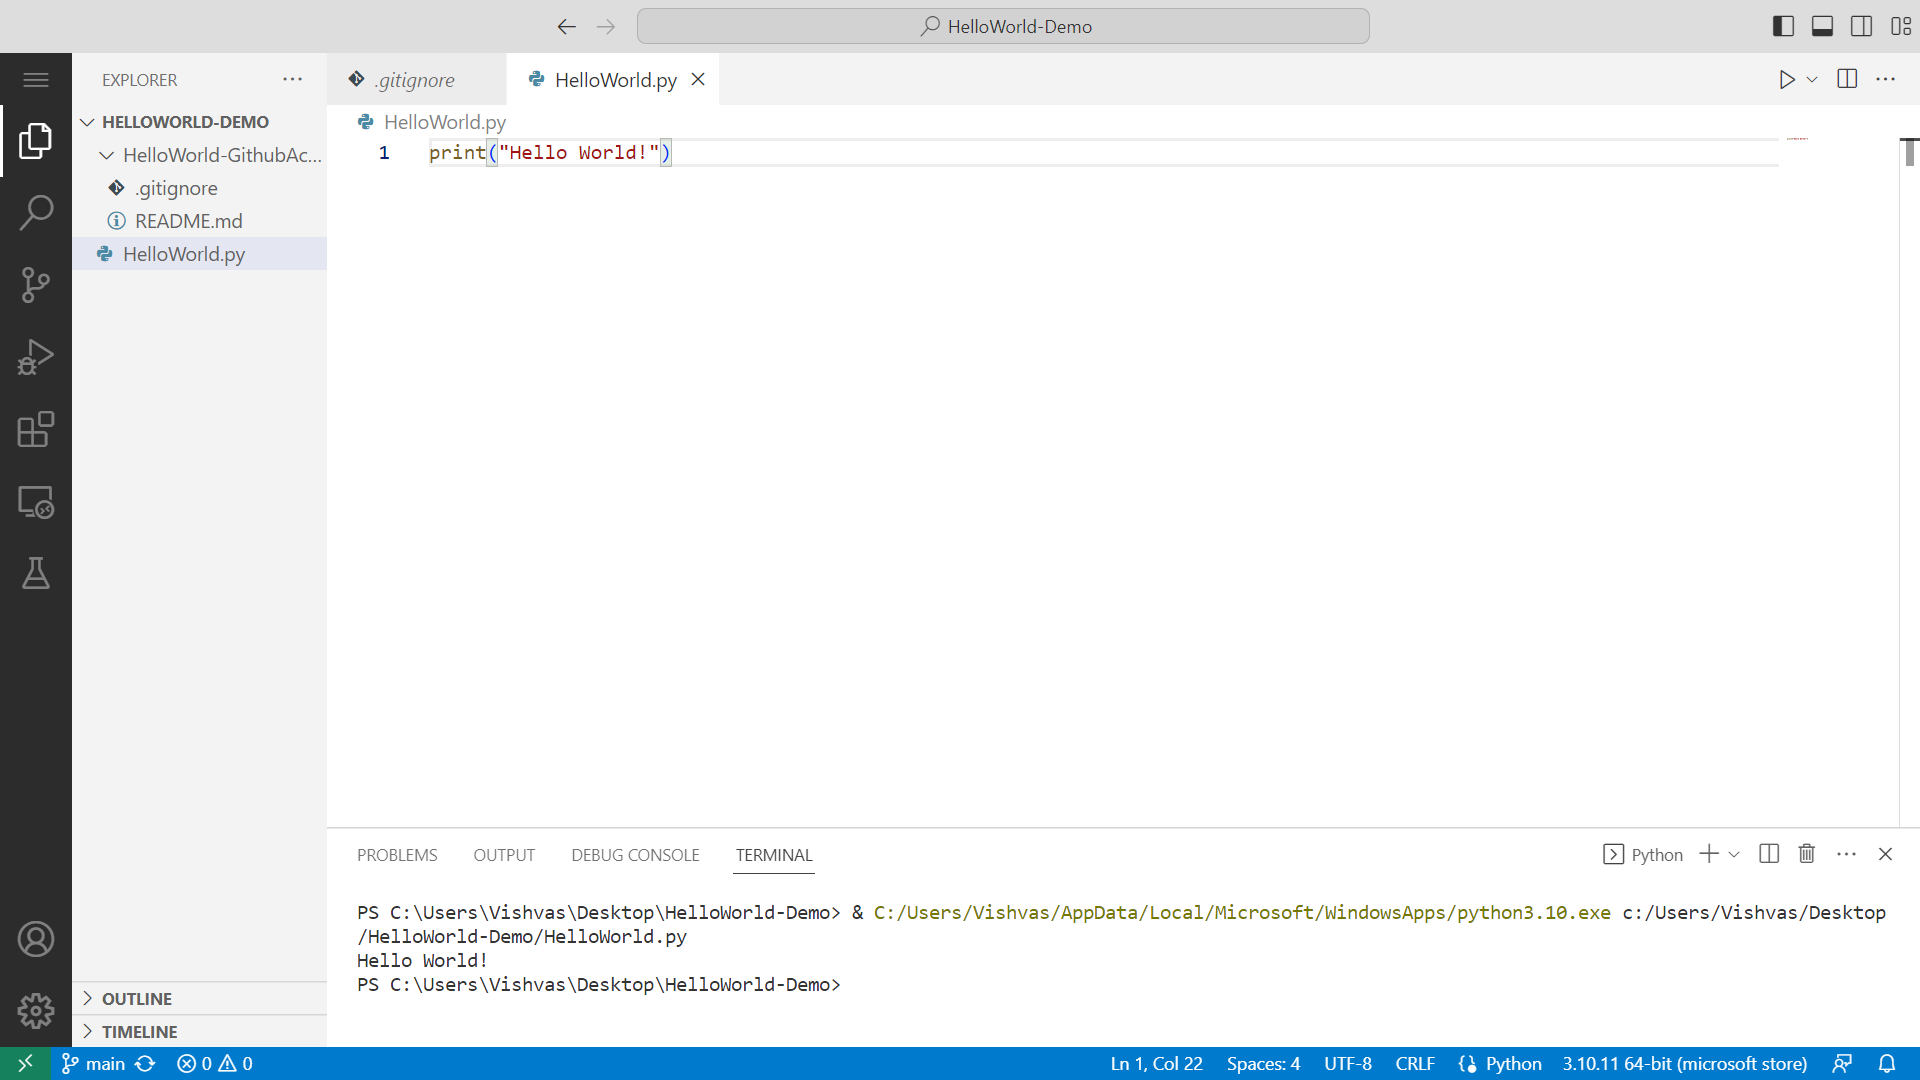 HelloWorld-Demo
EXPLORER
.gitignore
HelloWorld.py
HELLOWORLD-DEMO
HelloWorld-GithubAc...
.gitignore
README.md
HelloWorld.py
HelloWorld.py
1 print("Hello World!")
PROBLEMS OUTPUT DEBUG CONSOLE TERMINAL
Python
PS C:\Users\Vishvas\Desktop\HelloWorld-Demo> & C:/Users/Vishvas/AppData/Local/Microsoft/WindowsApps/python3.10.exe c:/Users/Vishvas/Desktop
/HelloWorld-Demo/HelloWorld.py
Hello World!
PS C:\Users\Vishvas\Desktop\HelloWorld-Demo>
OUTLINE
TIMELINE
main 0 0 Ln 1, Col 22 Spaces: 4 UTF-8 CRLF Python 3.10.11 64-bit (microsoft store)